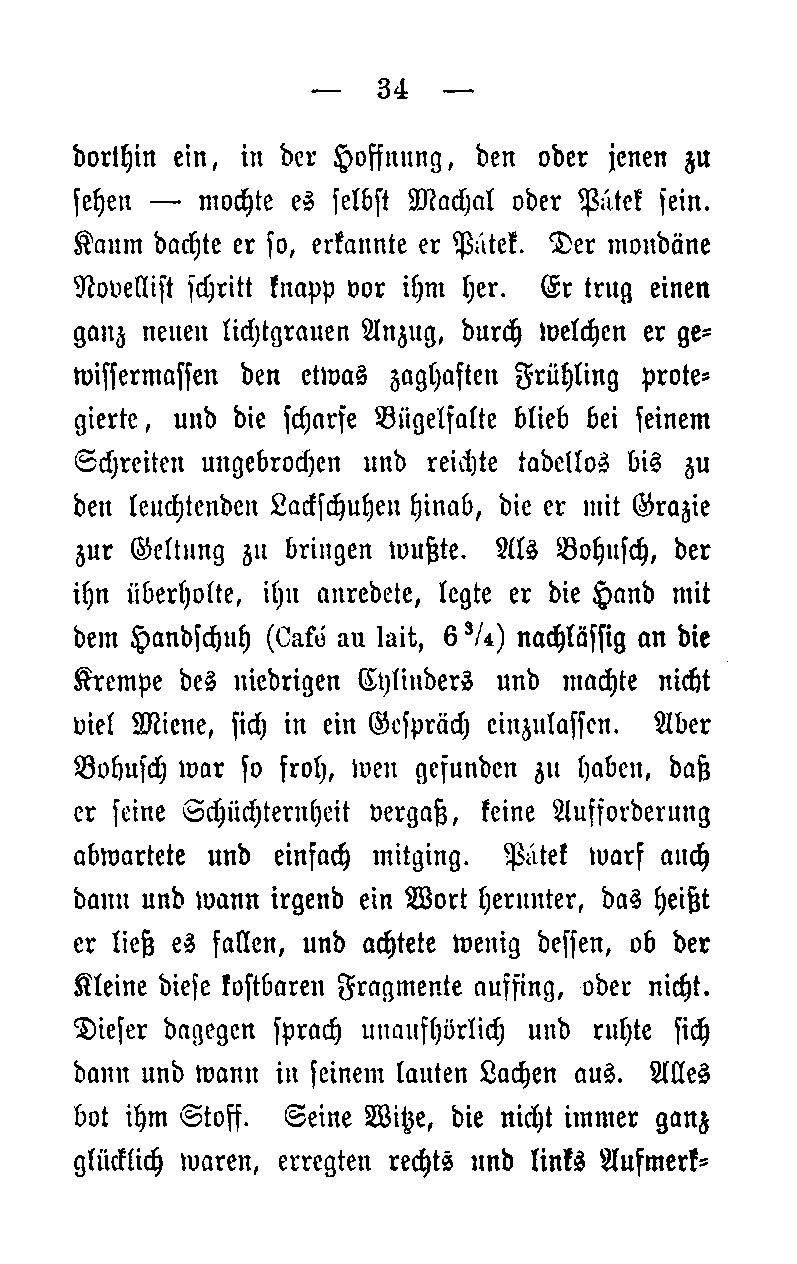 — 34 —
dorthin ein, in der Hoffnung, den oder jenen zu
sehen — mochte es selbst Machal oder Pátek sein.
Kaum dachte er so, erkannte er Pátek. Der mondäne
Novellist schritt knapp vor ihm her. Er trug einen
ganz neuen lichtgrauen Anzug, durch welchen er ge=
wissermassen den etwas zaghaften Frühling prote=
gierte, und die scharfe Bügelfalte blieb bei seinem
Schreiten ungebrochen und reichte tadellos bis zu
den leuchtenden Lackschuhen hinab, die er mit Grazie
zur Geltung zu bringen wußte. Als Bohusch, der
ihn überholte, ihn anredete, legte er die Hand mit
dem Handschuh (Café au lait, 6 3/4) nachlässig an die
Krempe des niedrigen Cylinders und machte nicht
viel Miene, sich in ein Gespräch einzulassen. Aber
Bohusch war so froh, wen gefunden zu haben, daß
er seine Schüchternheit vergaß, keine Aufforderung
abwartete und einfach mitging. Pátek warf auch
dann und wann irgend ein Wort herunter, das heißt
er ließ es fallen, und achtete wenig dessen, ob der
Kleine diese kostbaren Fragmente auffing, oder nicht.
Dieser dagegen sprach unaufhörlich und ruhte sich
dann und wann in seinem lauten Lachen aus. Alles
bot ihm Stoff. Seine Witze, die nicht immer ganz
glücklich waren, erregten rechts und links Aufmerk=